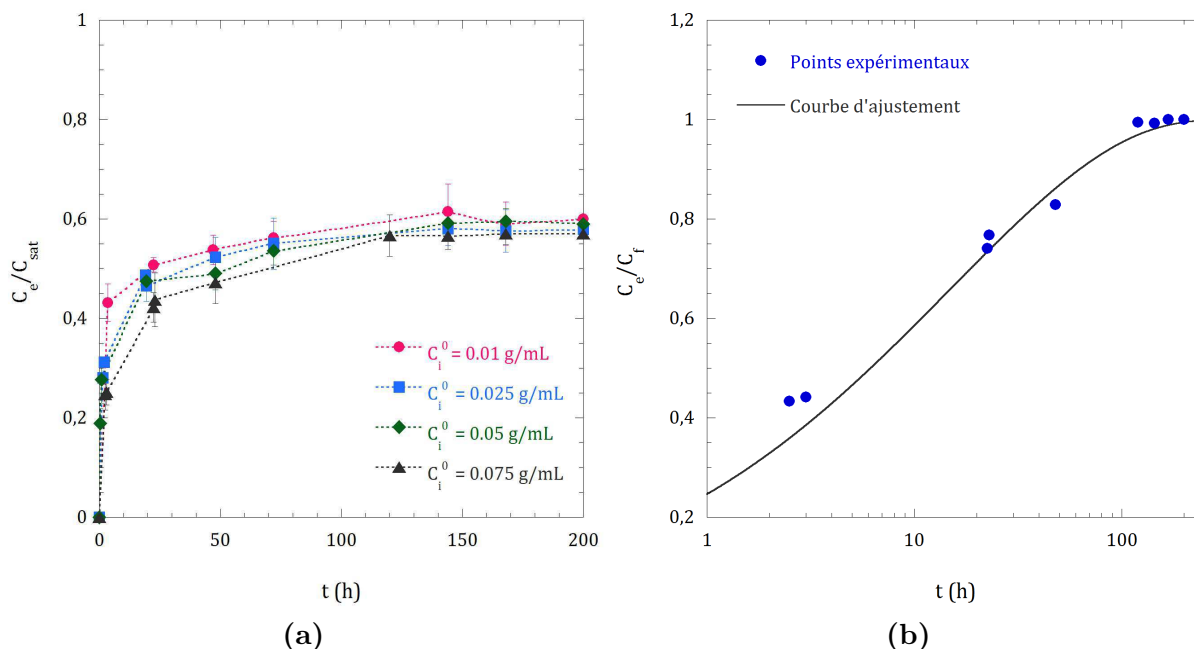 1
0,8
0,6
0,4
0,2
0
C_e/C_sat
0 50 100 150 200
t (h)
C_i^0 = 0.01 g/mL
C_i^0 = 0.025 g/mL
C_i^0 = 0.05 g/mL
C_i^0 = 0.075 g/mL
(a)
1,2
1
0,8
0,6
0,4
0,2
C_e/C_f
Points expérimentaux
Courbe d'ajustement
1 10 100
t (h)
(b)